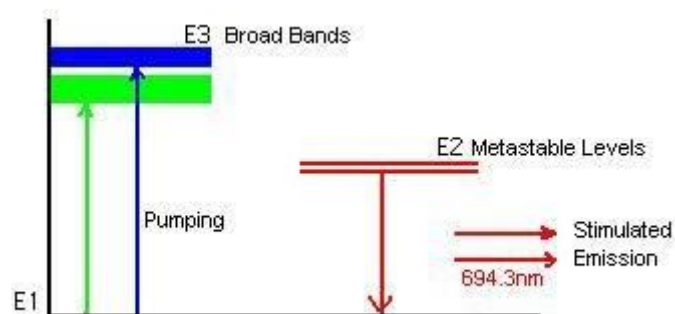 E3 Broad Bands
E2 Metastable Levels
Pumping
Stimulated
Emission
694.3nm
E1